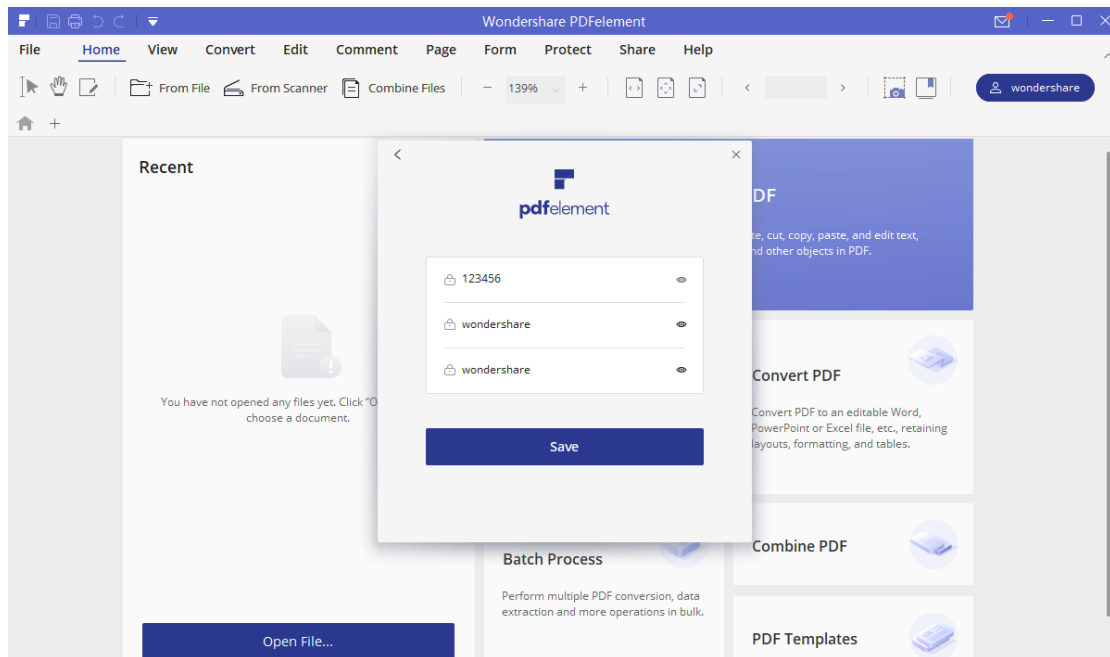 Wondershare PDFelement
File Home View Convert Edit Comment Page Form Protect Share Help
From File From Scanner Combine Files 139% wondershare
Recent
pdfelement
123456
wondershare
wondershare
Save
You have not opened any files yet. Click "O
choose a document.
Open File...
DF
te, cut, copy, paste, and edit text,
nd other objects in PDF.
Convert PDF
Convert PDF to an editable Word,
PowerPoint or Excel file, etc., retaining
layouts, formatting, and tables.
Batch Process
Perform multiple PDF conversion, data
extraction and more operations in bulk.
Combine PDF
PDF Templates